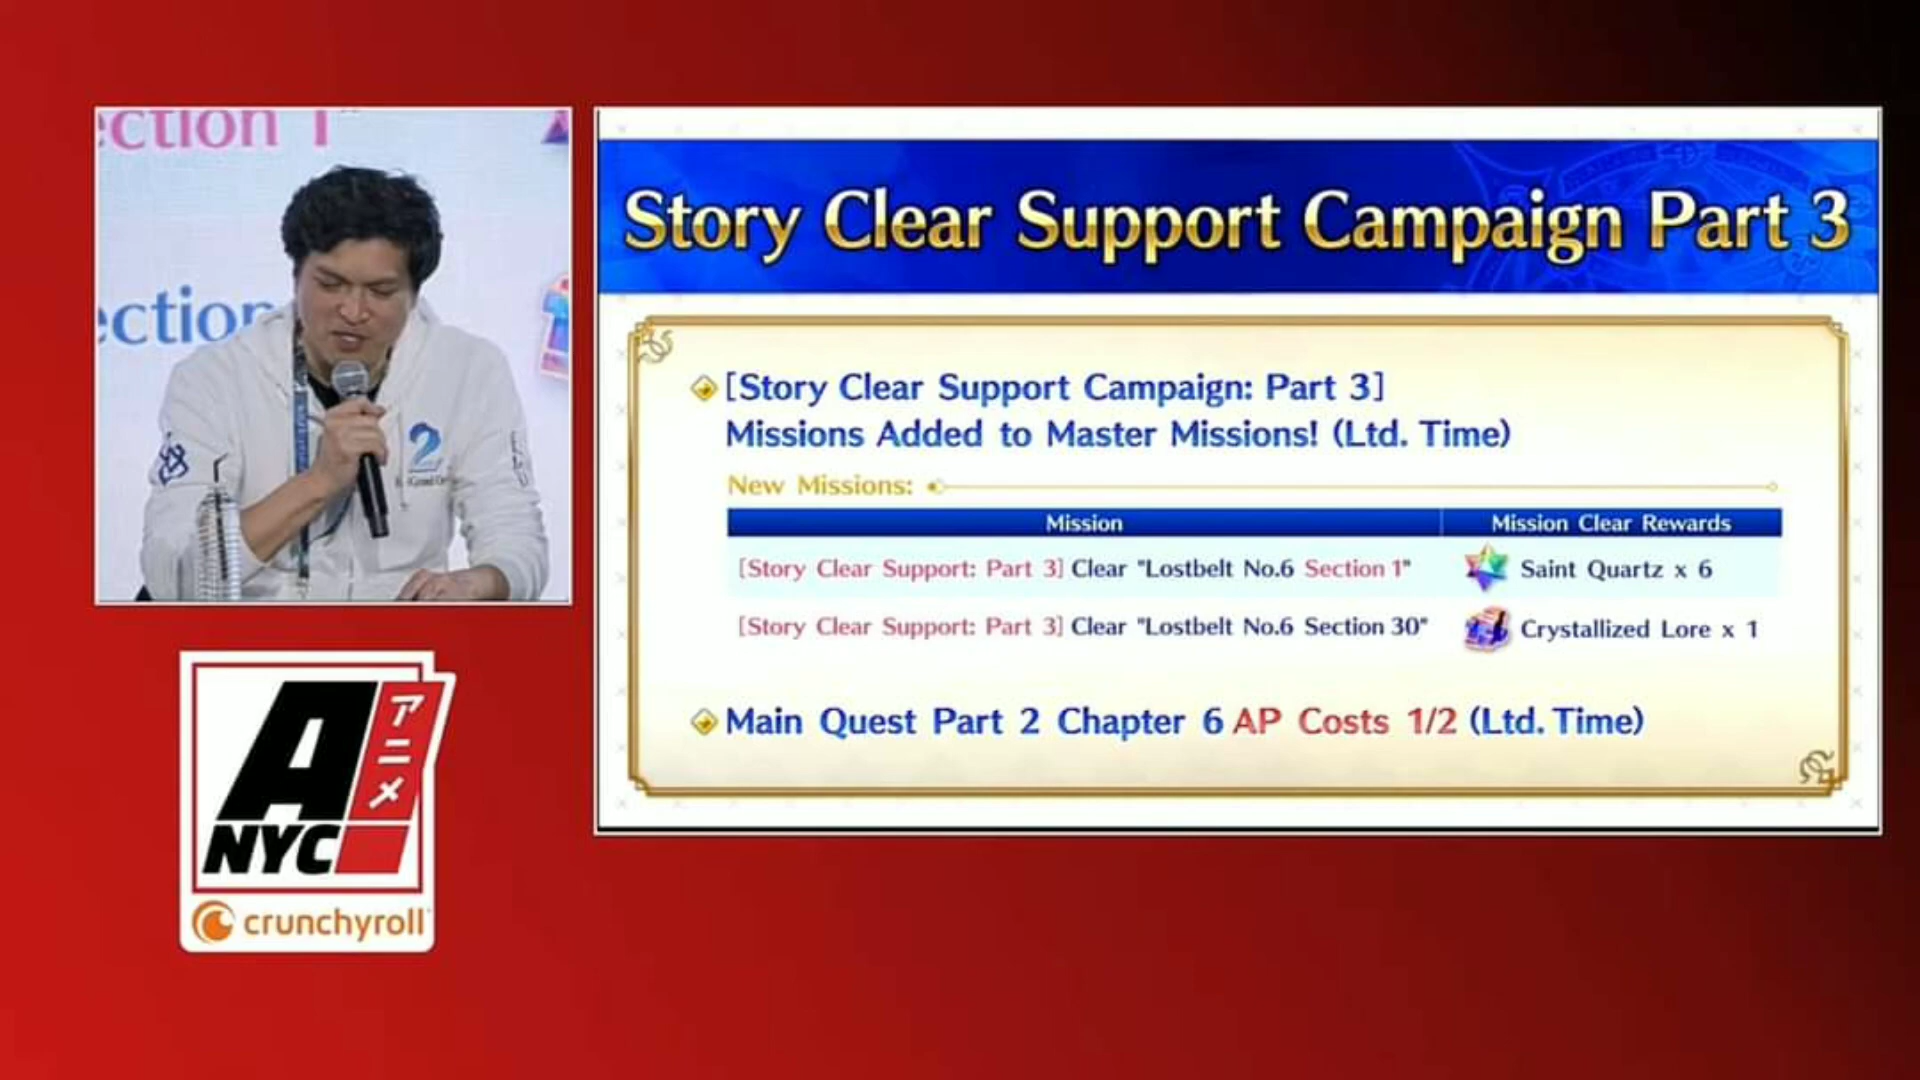 ction 1"
ction
2
Story Clear Support Campaign Part 3
[Story Clear Support Campaign: Part 3]
Missions Added to Master Missions! (Ltd. Time)
New Missions:
Mission Mission Clear Rewards
[Story Clear Support: Part 3] Clear "Lostbelt No.6 Section 1" Saint Quartz x 6
[Story Clear Support: Part 3] Clear "Lostbelt No.6 Section 30" Crystallized Lore x 1
Main Quest Part 2 Chapter 6 AP Costs 1/2 (Ltd. Time)
A
アニメ
NYC
crunchyroll